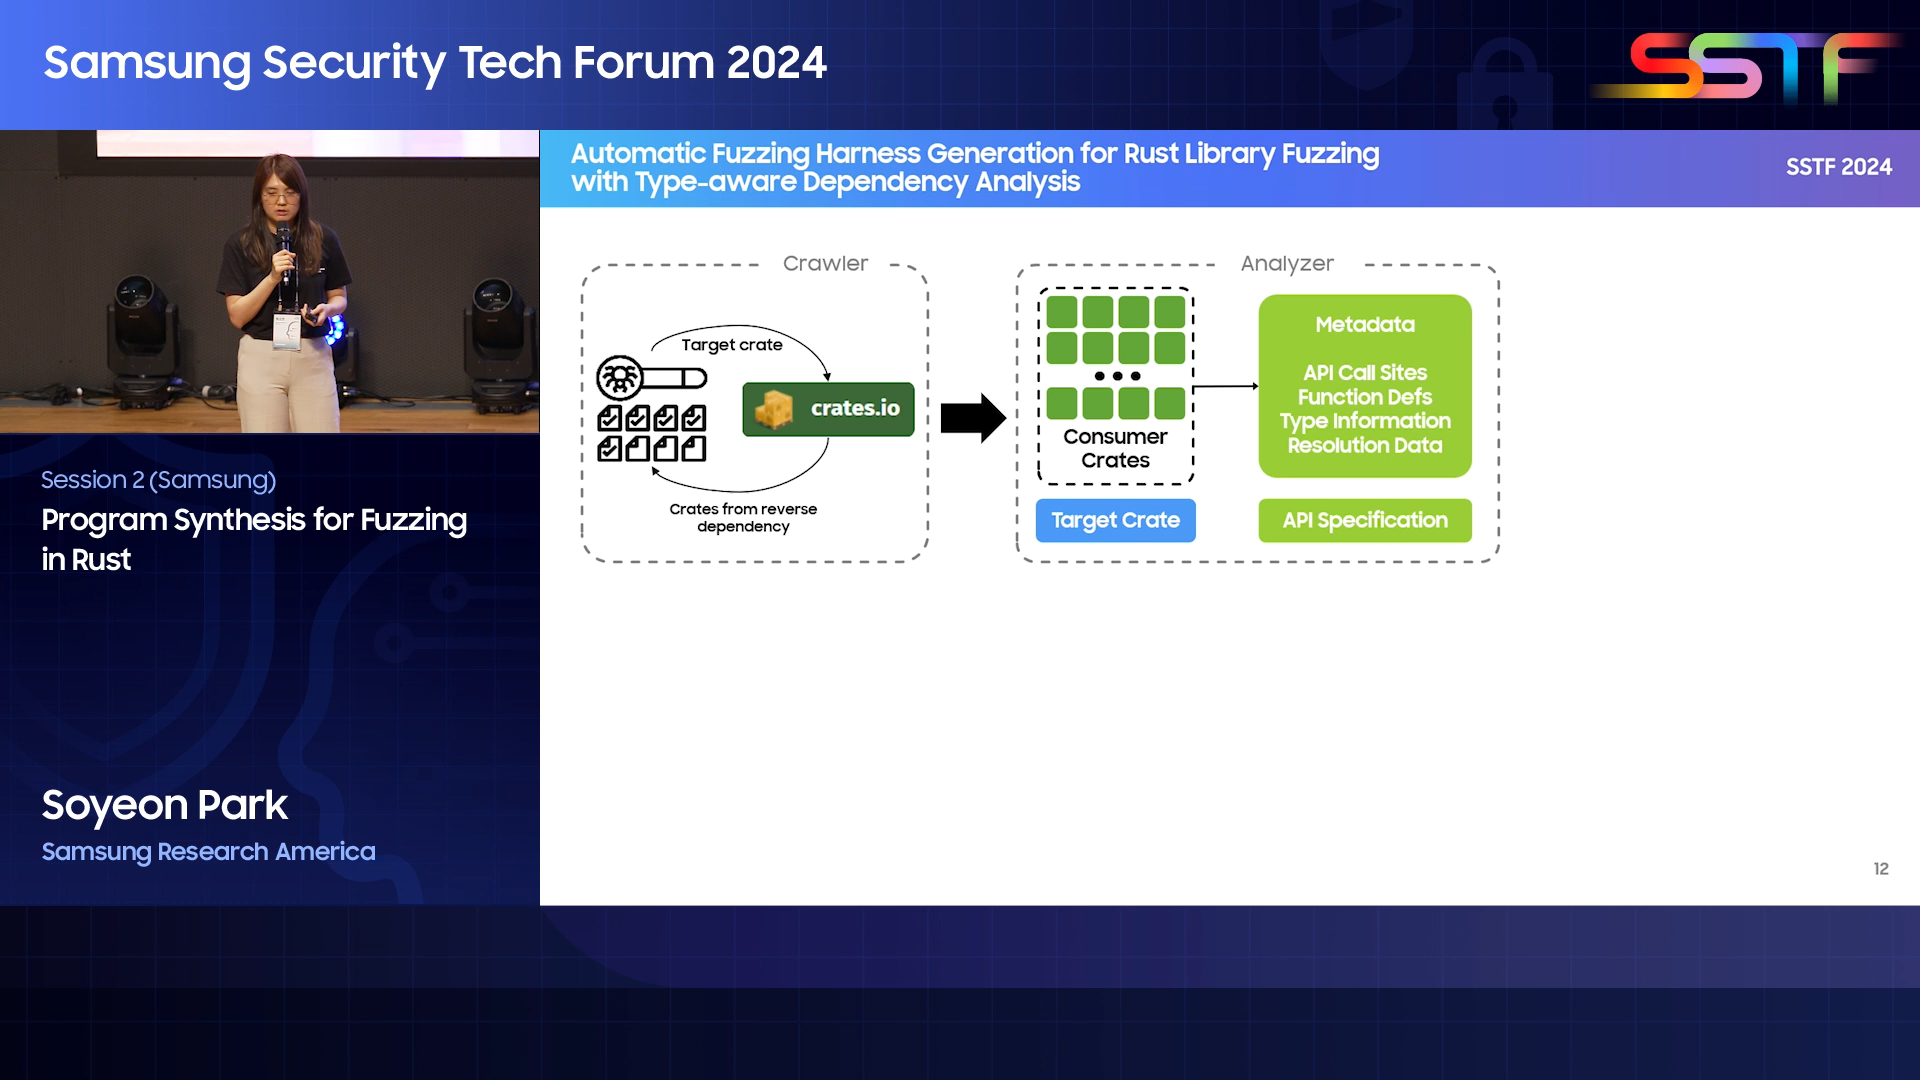 Samsung Security Tech Forum 2024
SSTF
Automatic Fuzzing Harness Generation for Rust Library Fuzzing
with Type-aware Dependency Analysis
SSTF 2024
Session 2 (Samsung)
Program Synthesis for Fuzzing
in Rust
Soyeon Park
Samsung Research America
Crawler
Target crate
crates.io
Crates from reverse
dependency
Analyzer
Consumer
Crates
Target Crate
Metadata
API Call Sites
Function Defs
Type Information
Resolution Data
API Specification
12